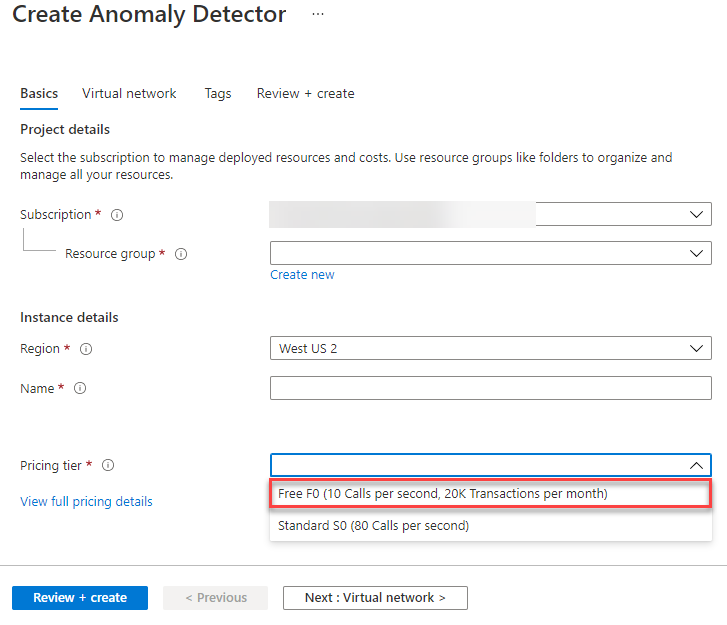 Create Anomaly Detector ...
Basics Virtual network Tags Review + create
Project details
Select the subscription to manage deployed resources and costs. Use resource groups like folders to organize and
manage all your resources.
Subscription *
Resource group *
Create new
Instance details
Region * West US 2
Name *
Pricing tier *
Free F0 (10 Calls per second, 20K Transactions per month)
View full pricing details
Standard S0 (80 Calls per second)
Review + create < Previous Next : Virtual network >